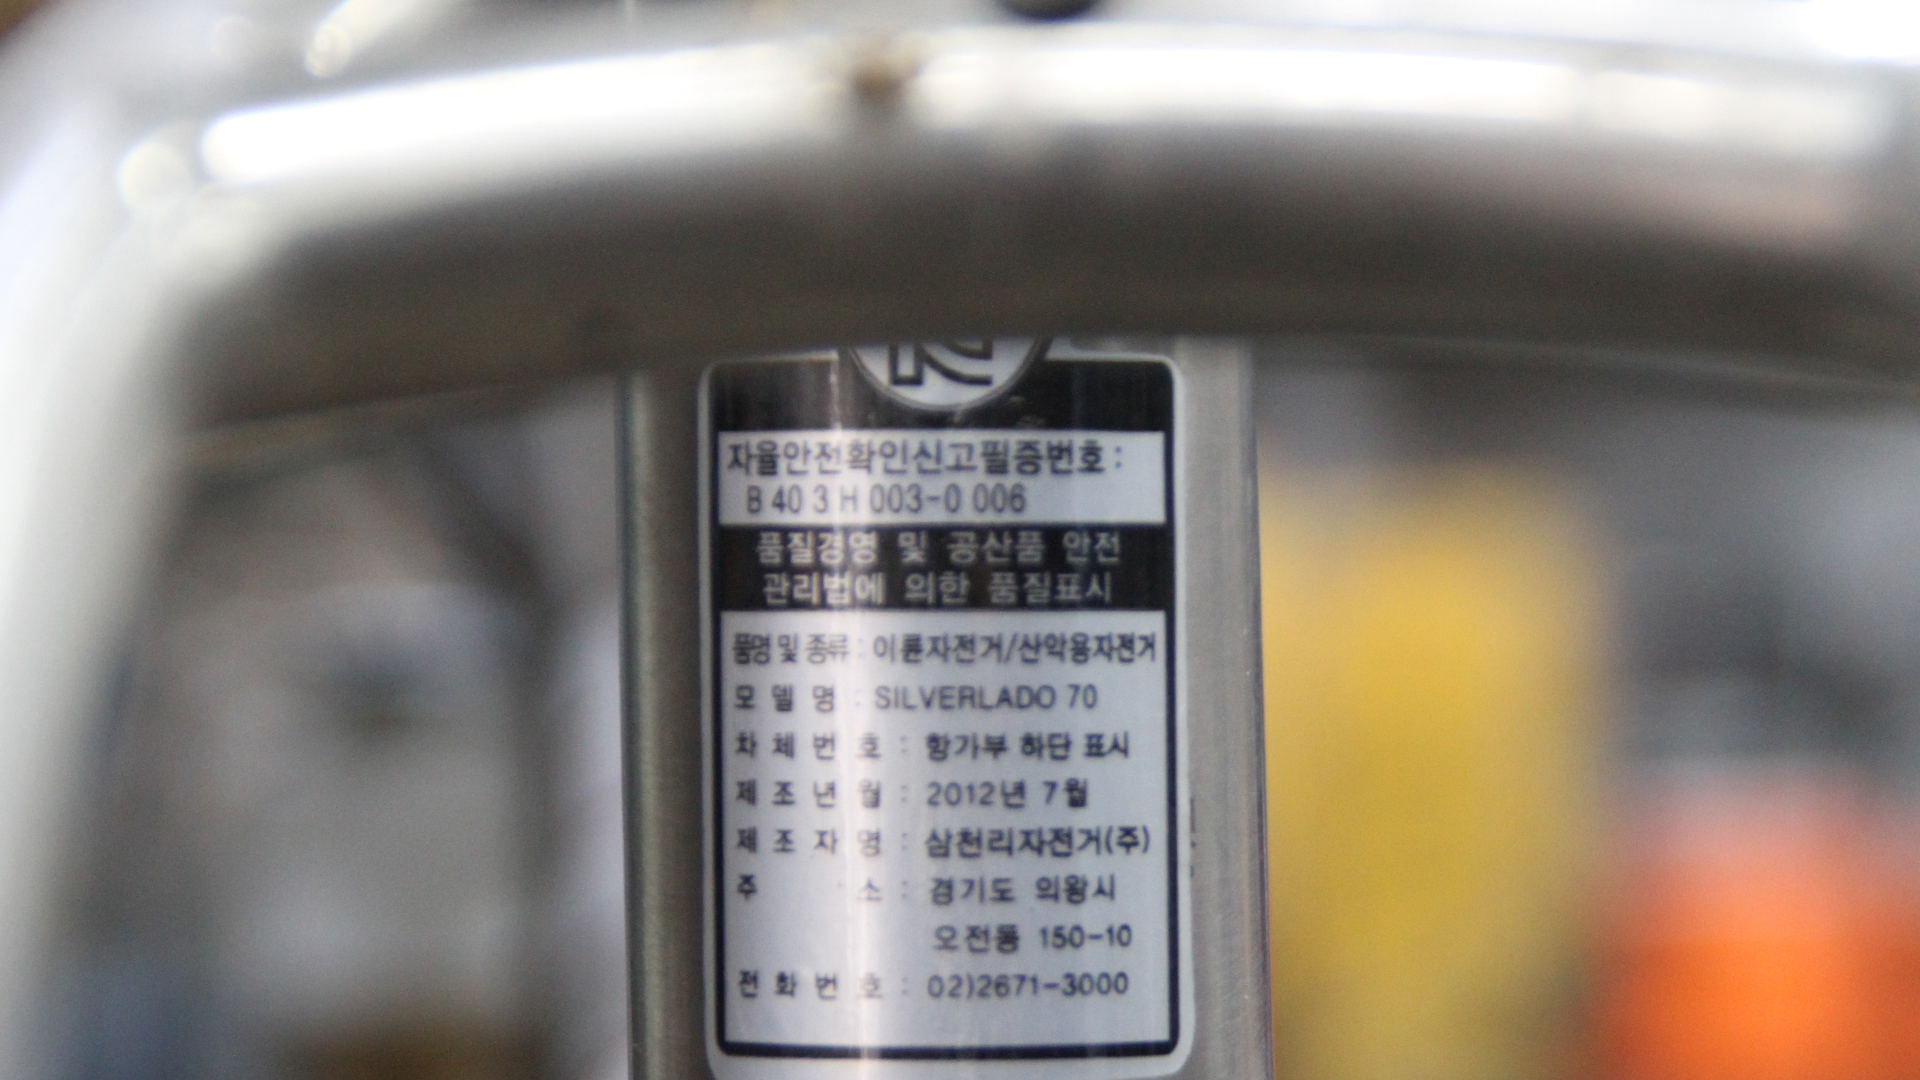 자율안전확인신고필증번호 :
B 40 3 H 003-0 006
품질경영 및 공산품 안전
관리법에 의한 품질표시
품명 및 종류 : 이륜자전거/산악용자전거
모 델 명 : SILVERLADO 70
차 체 번 호 : 항가부 하단 표시
제 조 년 월 : 2012년 7월
제 조 자 명 : 삼천리자전거(주)
주 소 : 경기도 의왕시
오전동 150-10
전 화 번 호 : 02)2671-3000